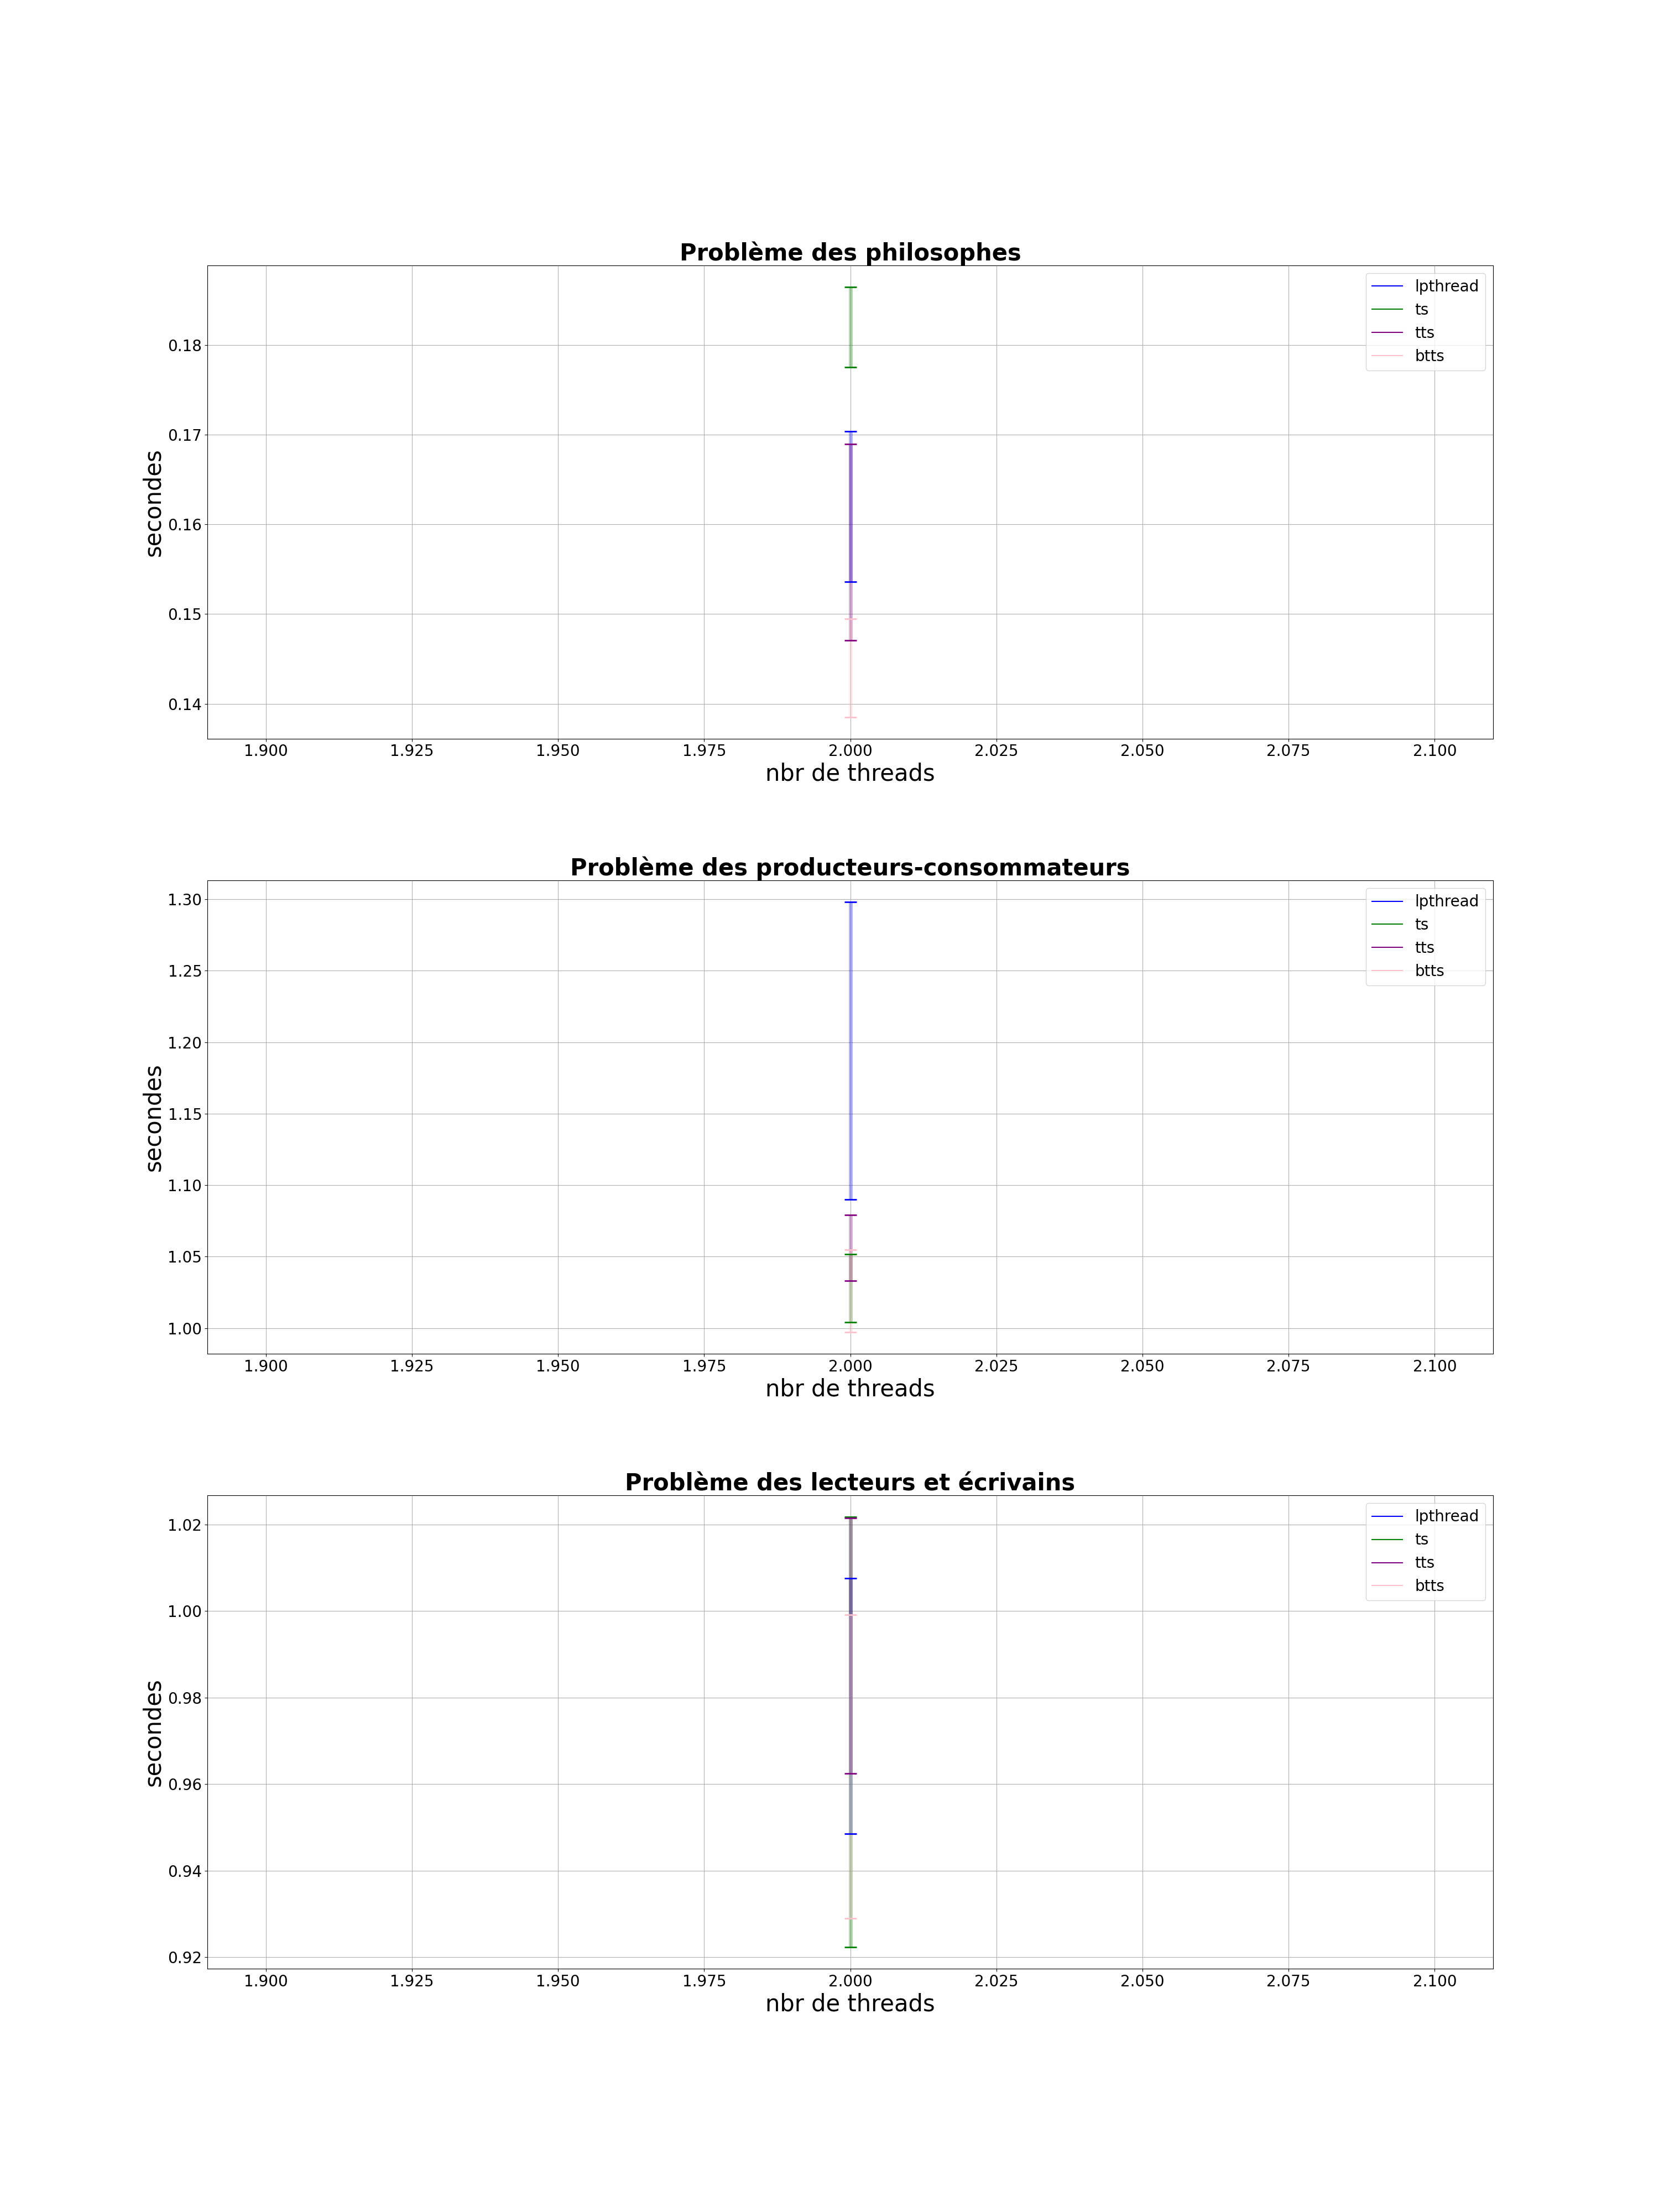 Problème des philosophes
lpthread
ts
tts
btts
0.18
0.17
0.16
0.15
0.14
secondes
1.900 1.925 1.950 1.975 2.000 2.025 2.050 2.075 2.100
nbr de threads
Problème des producteurs-consommateurs
lpthread
ts
tts
btts
1.30
1.25
1.20
1.15
1.10
1.05
1.00
secondes
1.900 1.925 1.950 1.975 2.000 2.025 2.050 2.075 2.100
nbr de threads
Problème des lecteurs et écrivains
lpthread
ts
tts
btts
1.02
1.00
0.98
0.96
0.94
0.92
secondes
1.900 1.925 1.950 1.975 2.000 2.025 2.050 2.075 2.100
nbr de threads